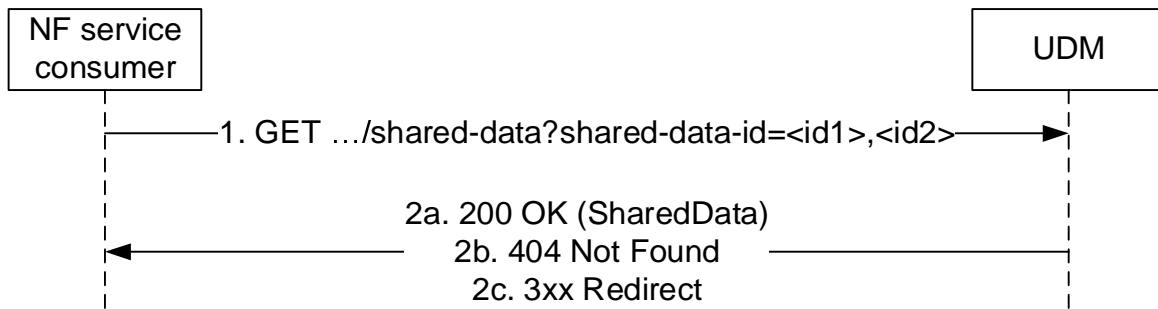 NF service
consumer
UDM
1. GET …/shared-data?shared-data-id=<id1>,<id2>
2a. 200 OK (SharedData)
2b. 404 Not Found
2c. 3xx Redirect